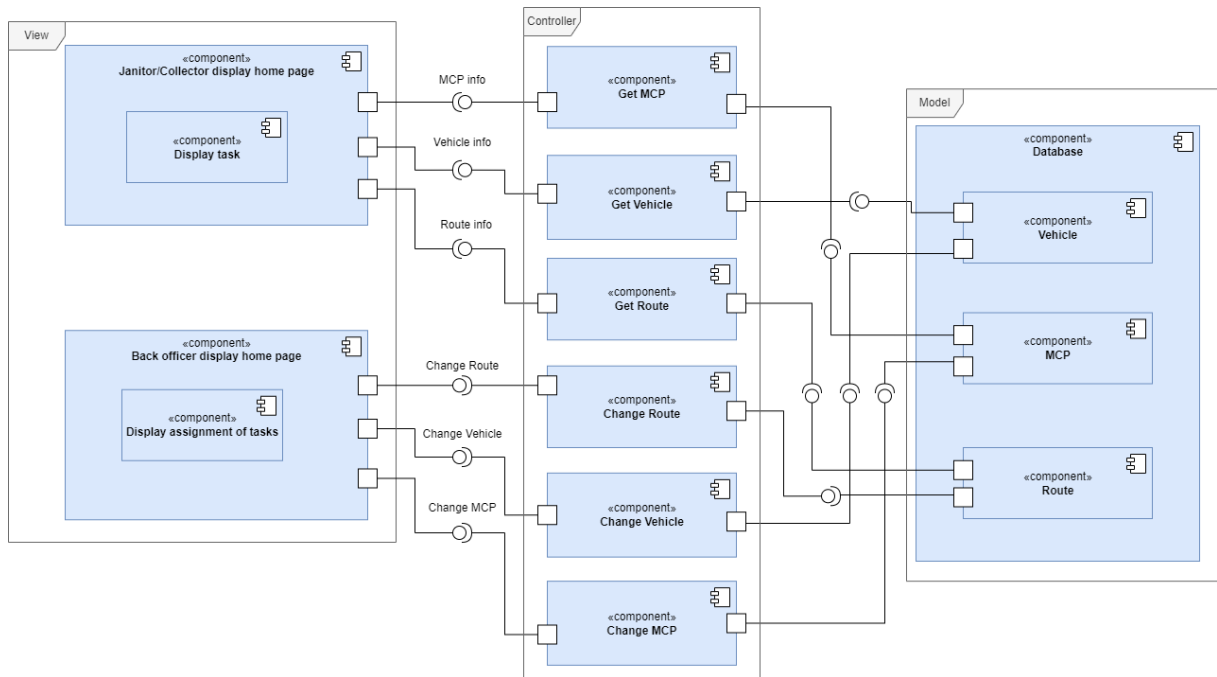 View
«component»
Janitor/Collector display home page
«component»
Display task
«component»
Back officer display home page
«component»
Display assignment of tasks
MCP info
Vehicle info
Route info
Change Route
Change Vehicle
Change MCP
Controller
«component»
Get MCP
«component»
Get Vehicle
«component»
Get Route
«component»
Change Route
«component»
Change Vehicle
«component»
Change MCP
Model
«component»
Database
«component»
Vehicle
«component»
MCP
«component»
Route